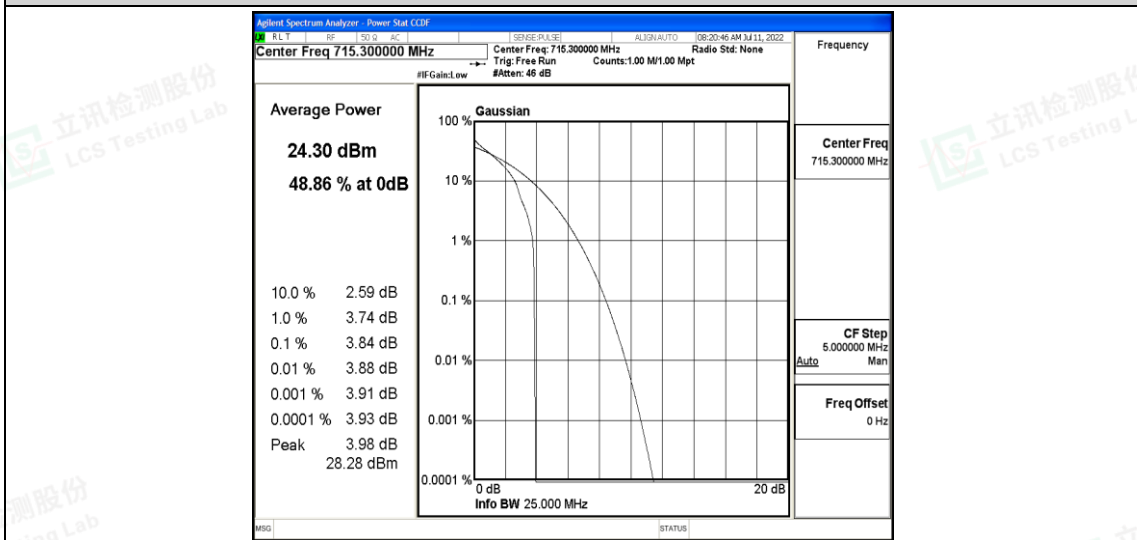 Agilent Spectrum Analyzer - Power Stat CCDF
RLT RF 50 Ω AC SENSE:PULSE ALIGN AUTO 08:20:46 AM Jul 11, 2022
Center Freq 715.300000 MHz
Center Freq: 715.300000 MHz Radio Std: None
Trig: Free Run Counts:1.00 M/1.00 Mpt
#IFGain:Low #Atten: 46 dB
Frequency
Average Power
24.30 dBm
48.86 % at 0dB
10.0 % 2.59 dB
1.0 % 3.74 dB
0.1 % 3.84 dB
0.01 % 3.88 dB
0.001 % 3.91 dB
0.0001 % 3.93 dB
Peak 3.98 dB
28.28 dBm
Gaussian
100 %
10 %
1 %
0.1 %
0.01 %
0.001 %
0.0001 %
0 dB 20 dB
Info BW 25.000 MHz
Center Freq
715.300000 MHz
CF Step
5.000000 MHz
Auto Man
Freq Offset
0 Hz
MSG STATUS
立讯检测股份
LCS Testing Lab
立讯检测股份
LCS Testing L
测股份
ng Lab
立